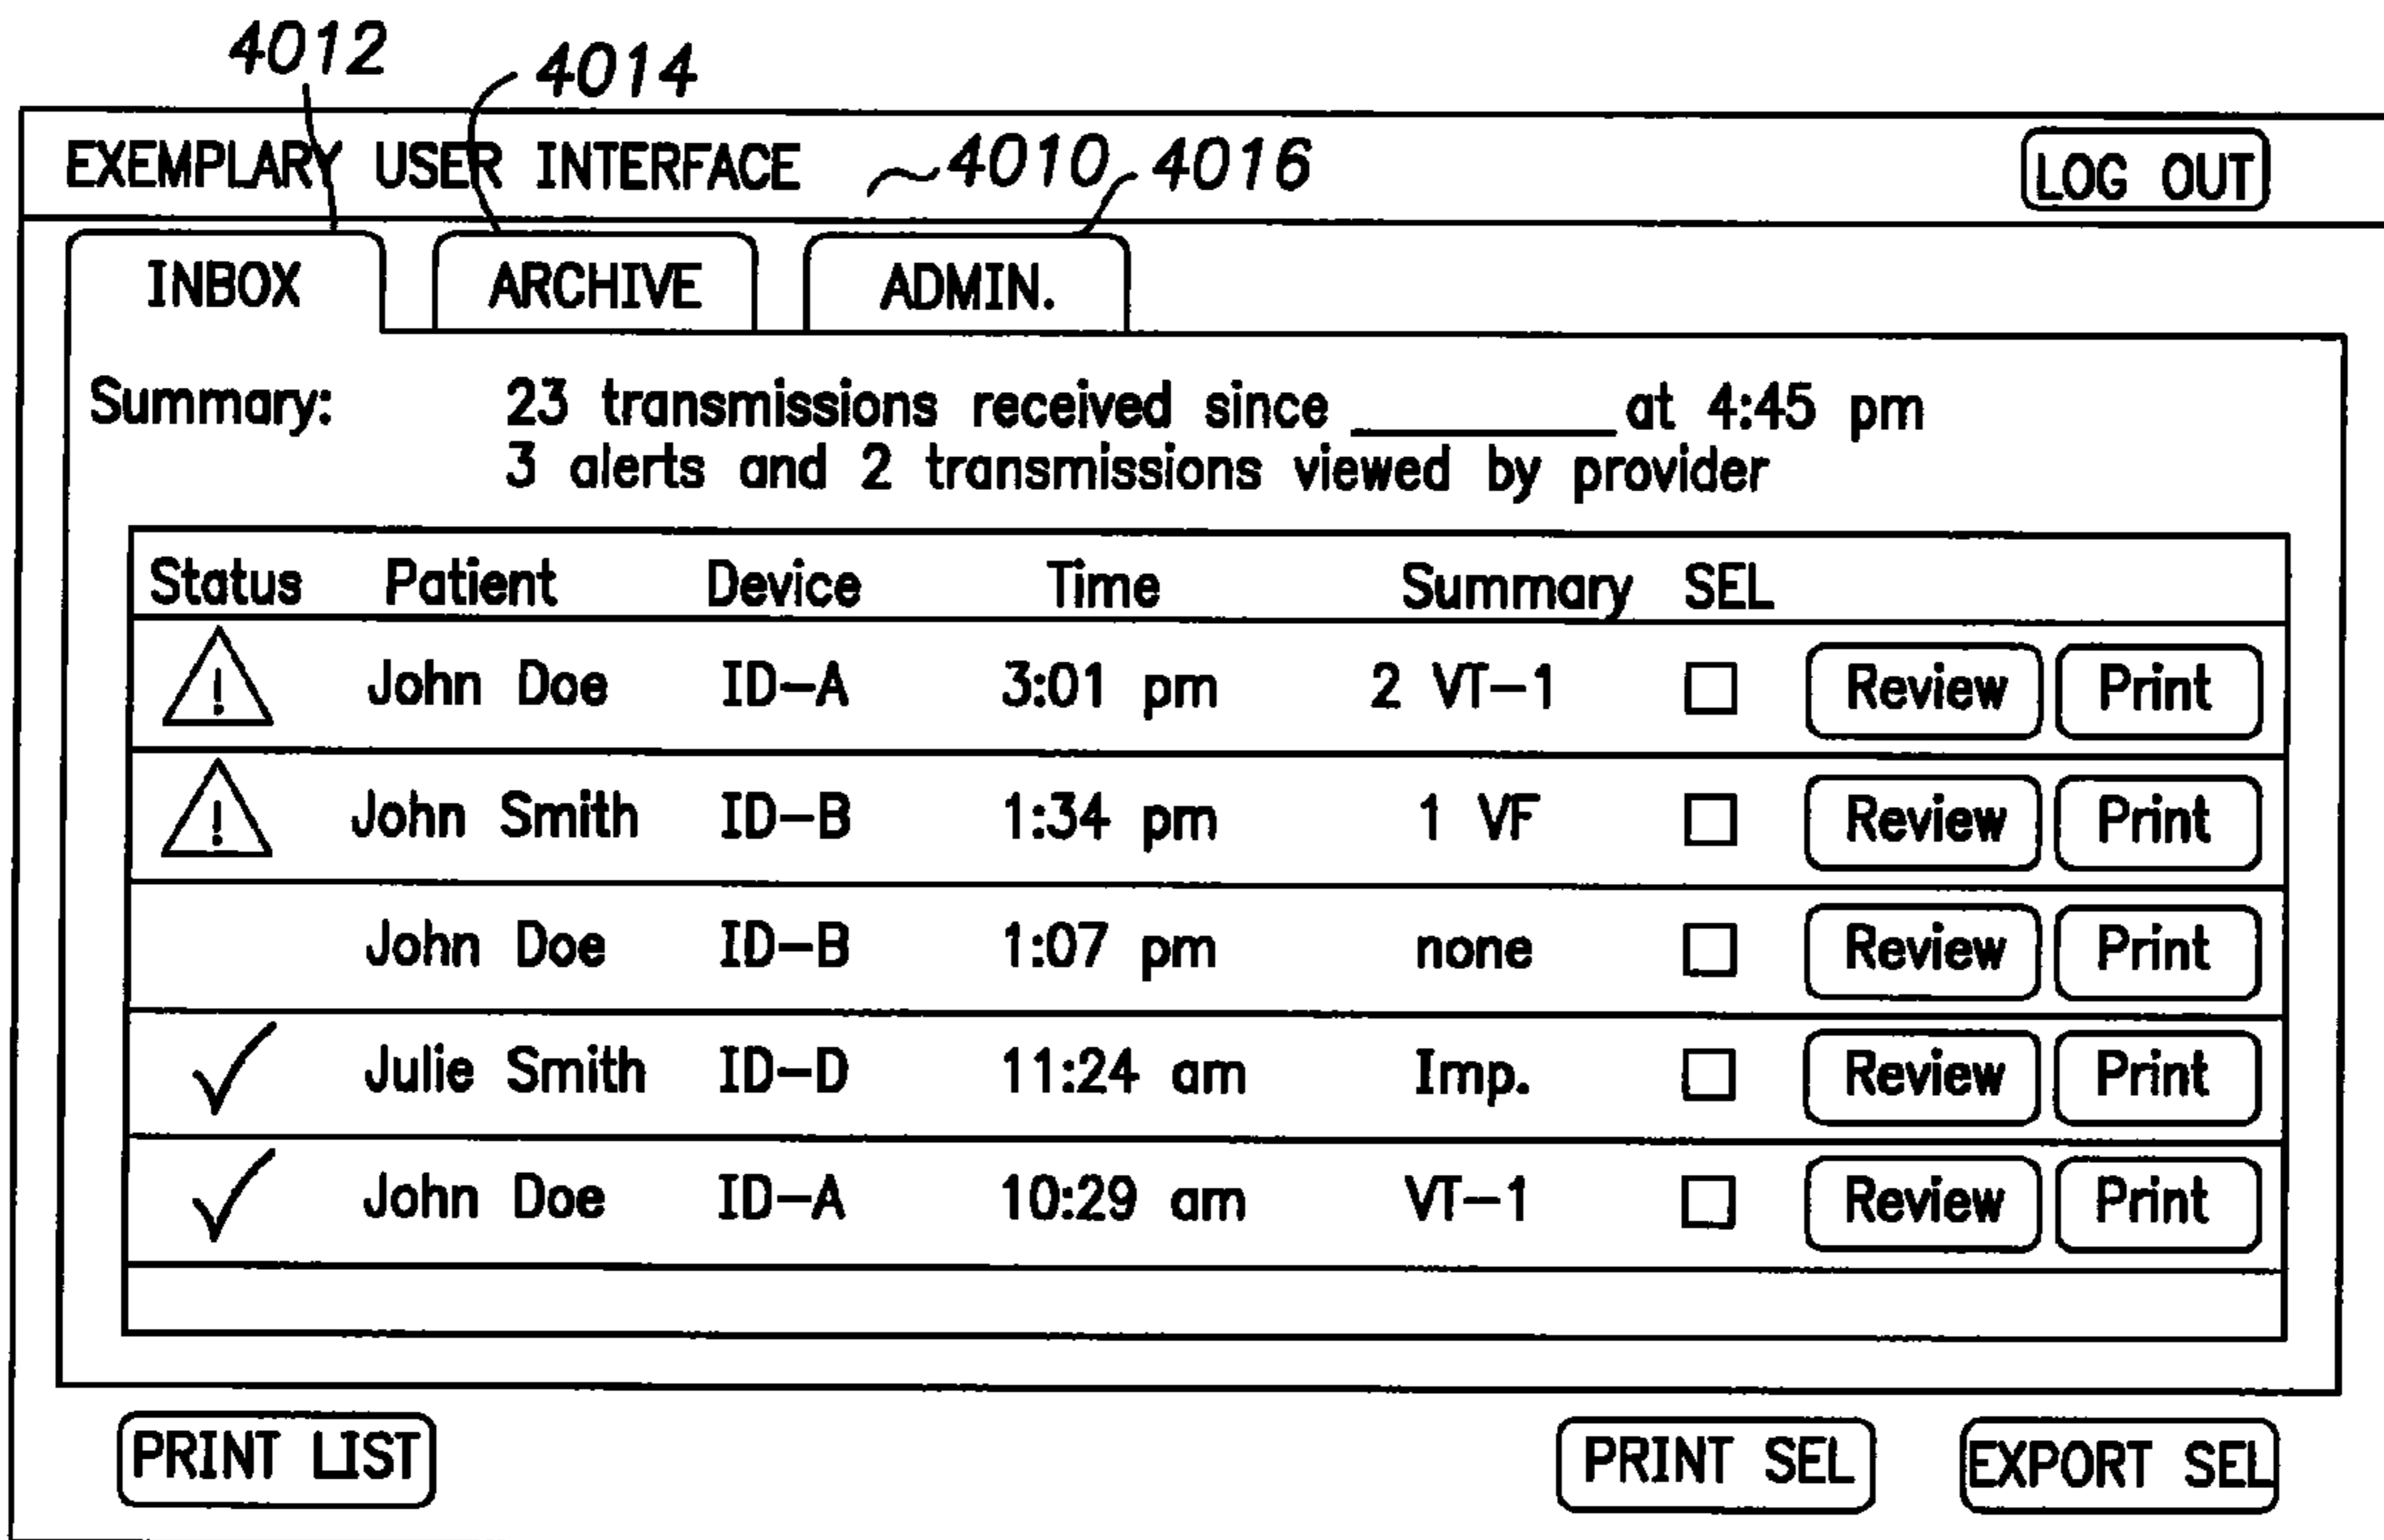 4012 4014
EXEMPLARY USER INTERFACE 4010 4016 LOG OUT
INBOX ARCHIVE ADMIN.
Summary: 23 transmissions received since ________ at 4:45 pm
3 alerts and 2 transmissions viewed by provider
Status Patient Device Time Summary SEL
! John Doe ID-A 3:01 pm 2 VT-1 Review Print
! John Smith ID-B 1:34 pm 1 VF Review Print
John Doe ID-B 1:07 pm none Review Print
Julie Smith ID-D 11:24 am Imp. Review Print
John Doe ID-A 10:29 am VT-1 Review Print
PRINT LIST PRINT SEL EXPORT SEL